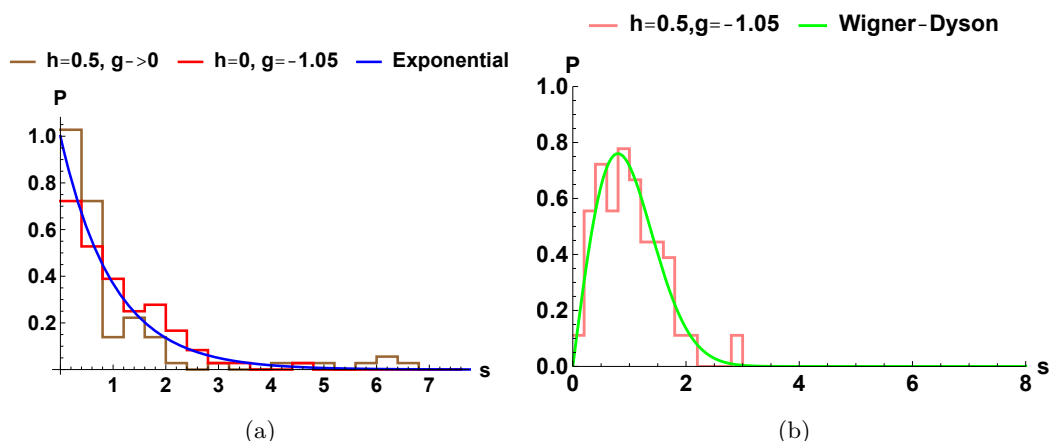 h=0.5, g->0 h=0, g=-1.05 Exponential
P
1.0
0.8
0.6
0.4
0.2
1 2 3 4 5 6 7 s
(a)
h=0.5,g=-1.05 Wigner-Dyson
P
1.0
0.8
0.6
0.4
0.2
0.0
0 2 4 6 8 s
(b)